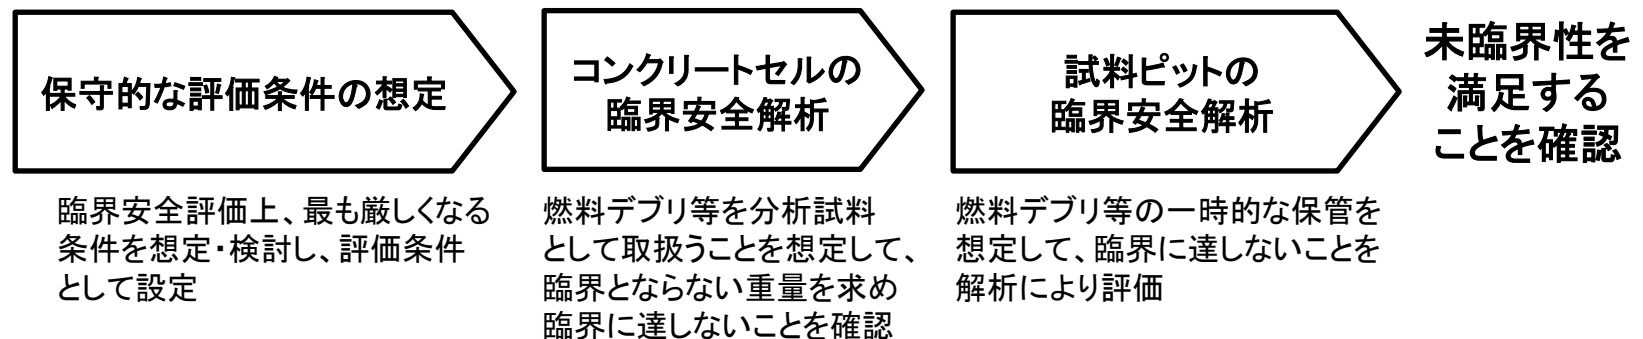 保守的な評価条件の想定
臨界安全評価上、最も厳しくなる
条件を想定・検討し、評価条件
として設定
コンクリートセルの
臨界安全解析
燃料デブリ等を分析試料
として取扱うことを想定して、
臨界とならない重量を求め
臨界に達しないことを確認
試料ピットの
臨界安全解析
燃料デブリ等の一時的な保管を
想定して、臨界に達しないことを
解析により評価
未臨界性を
満足する
ことを確認